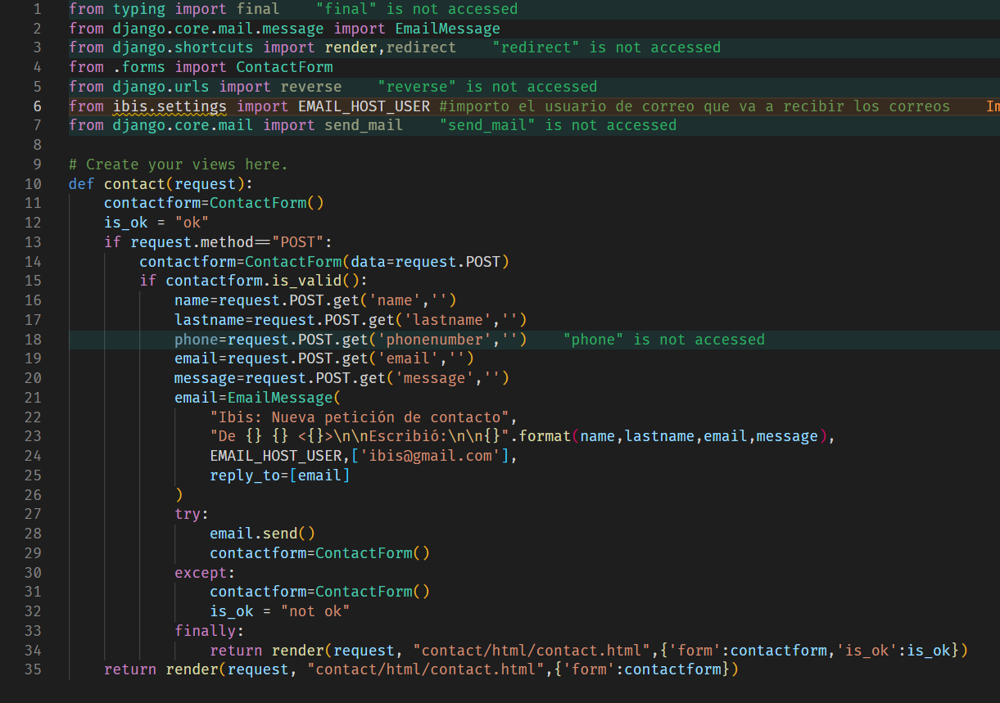 1 from typing import final "final" is not accessed
2 from django.core.mail.message import EmailMessage
3 from django.shortcuts import render,redirect "redirect" is not accessed
4 from .forms import ContactForm
5 from django.urls import reverse "reverse" is not accessed
6 from ibis.settings import EMAIL_HOST_USER #importo el usuario de correo que va a recibir los correos
7 from django.core.mail import send_mail "send_mail" is not accessed
8
9 # Create your views here.
10 def contact(request):
11     contactform=ContactForm()
12     is_ok = "ok"
13     if request.method=="POST":
14         contactform=ContactForm(data=request.POST)
15         if contactform.is_valid():
16             name=request.POST.get('name','')
17             lastname=request.POST.get('lastname','')
18             phone=request.POST.get('phonenumber','') "phone" is not accessed
19             email=request.POST.get('email','')
20             message=request.POST.get('message','')
21             email=EmailMessage(
22                 "Ibis: Nueva petición de contacto",
23                 "De {} {} <{}>\n\nEscribió:\n\n{}".format(name,lastname,email,message),
24                 EMAIL_HOST_USER,['ibis@gmail.com'],
25                 reply_to=[email]
26             )
27             try:
28                 email.send()
29                 contactform=ContactForm()
30             except:
31                 contactform=ContactForm()
32                 is_ok = "not ok"
33             finally:
34                 return render(request, "contact/html/contact.html",{'form':contactform,'is_ok':is_ok})
35     return render(request, "contact/html/contact.html",{'form':contactform})